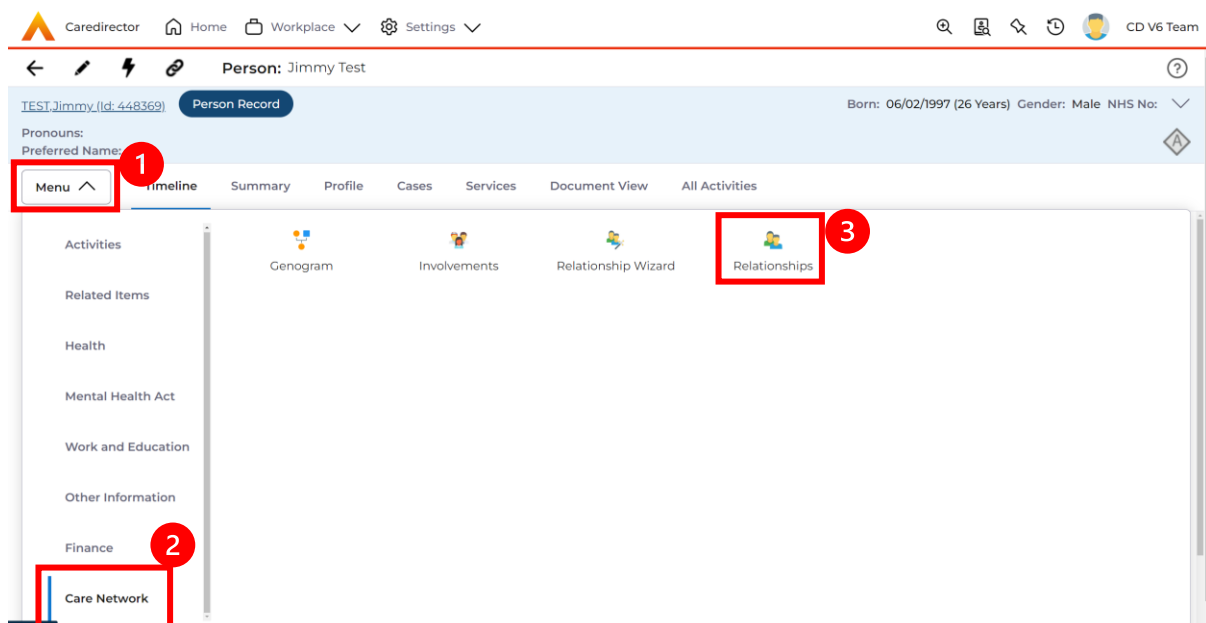 Caredirector Home Workplace Settings CD V6 Team
Person: Jimmy Test
TEST,Jimmy (Id: 448369) Person Record Born: 06/02/1997 (26 Years) Gender: Male NHS No:
Pronouns:
Preferred Name:
A
1
Menu Timeline Summary Profile Cases Services Document View All Activities
3
Activities
Genogram Involvements Relationship Wizard Relationships
Related Items
Health
Mental Health Act
Work and Education
Other Information
Finance
2
Care Network